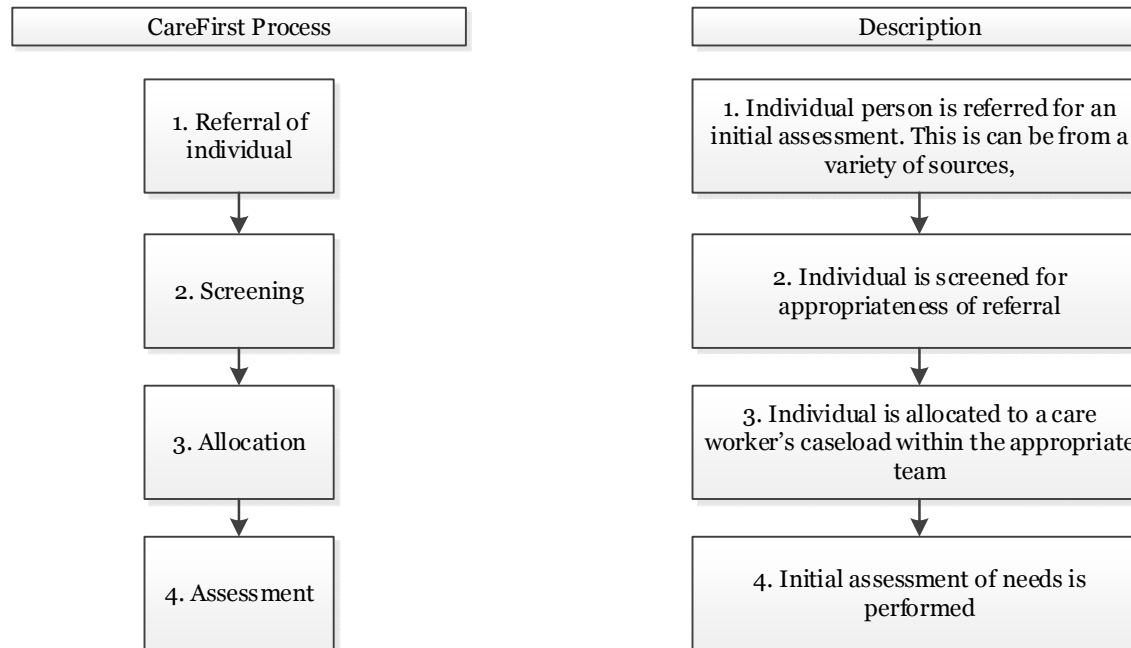 CareFirst Process
Description
1. Referral of
individual
1. Individual person is referred for an
initial assessment. This is can be from a
variety of sources,
2. Screening
2. Individual is screened for
appropriateness of referral
3. Allocation
3. Individual is allocated to a care
worker’s caseload within the appropriate
team
4. Assessment
4. Initial assessment of needs is
performed